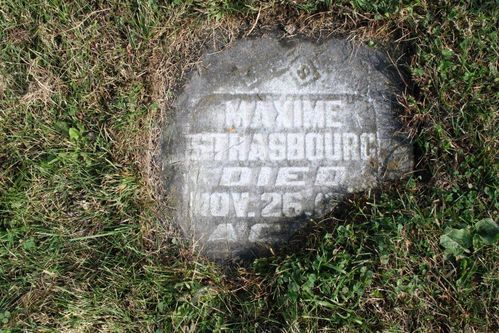 MAXIME
STRASBOURG
DIED
NOV. 26,